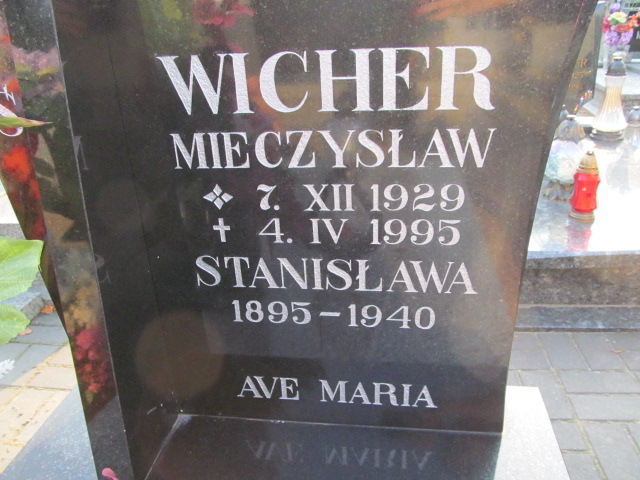 WICHER
MIECZYSŁAW
7. XII 1929
4. IV 1995
STANISŁAWA
1895-1940
AVE MARIA